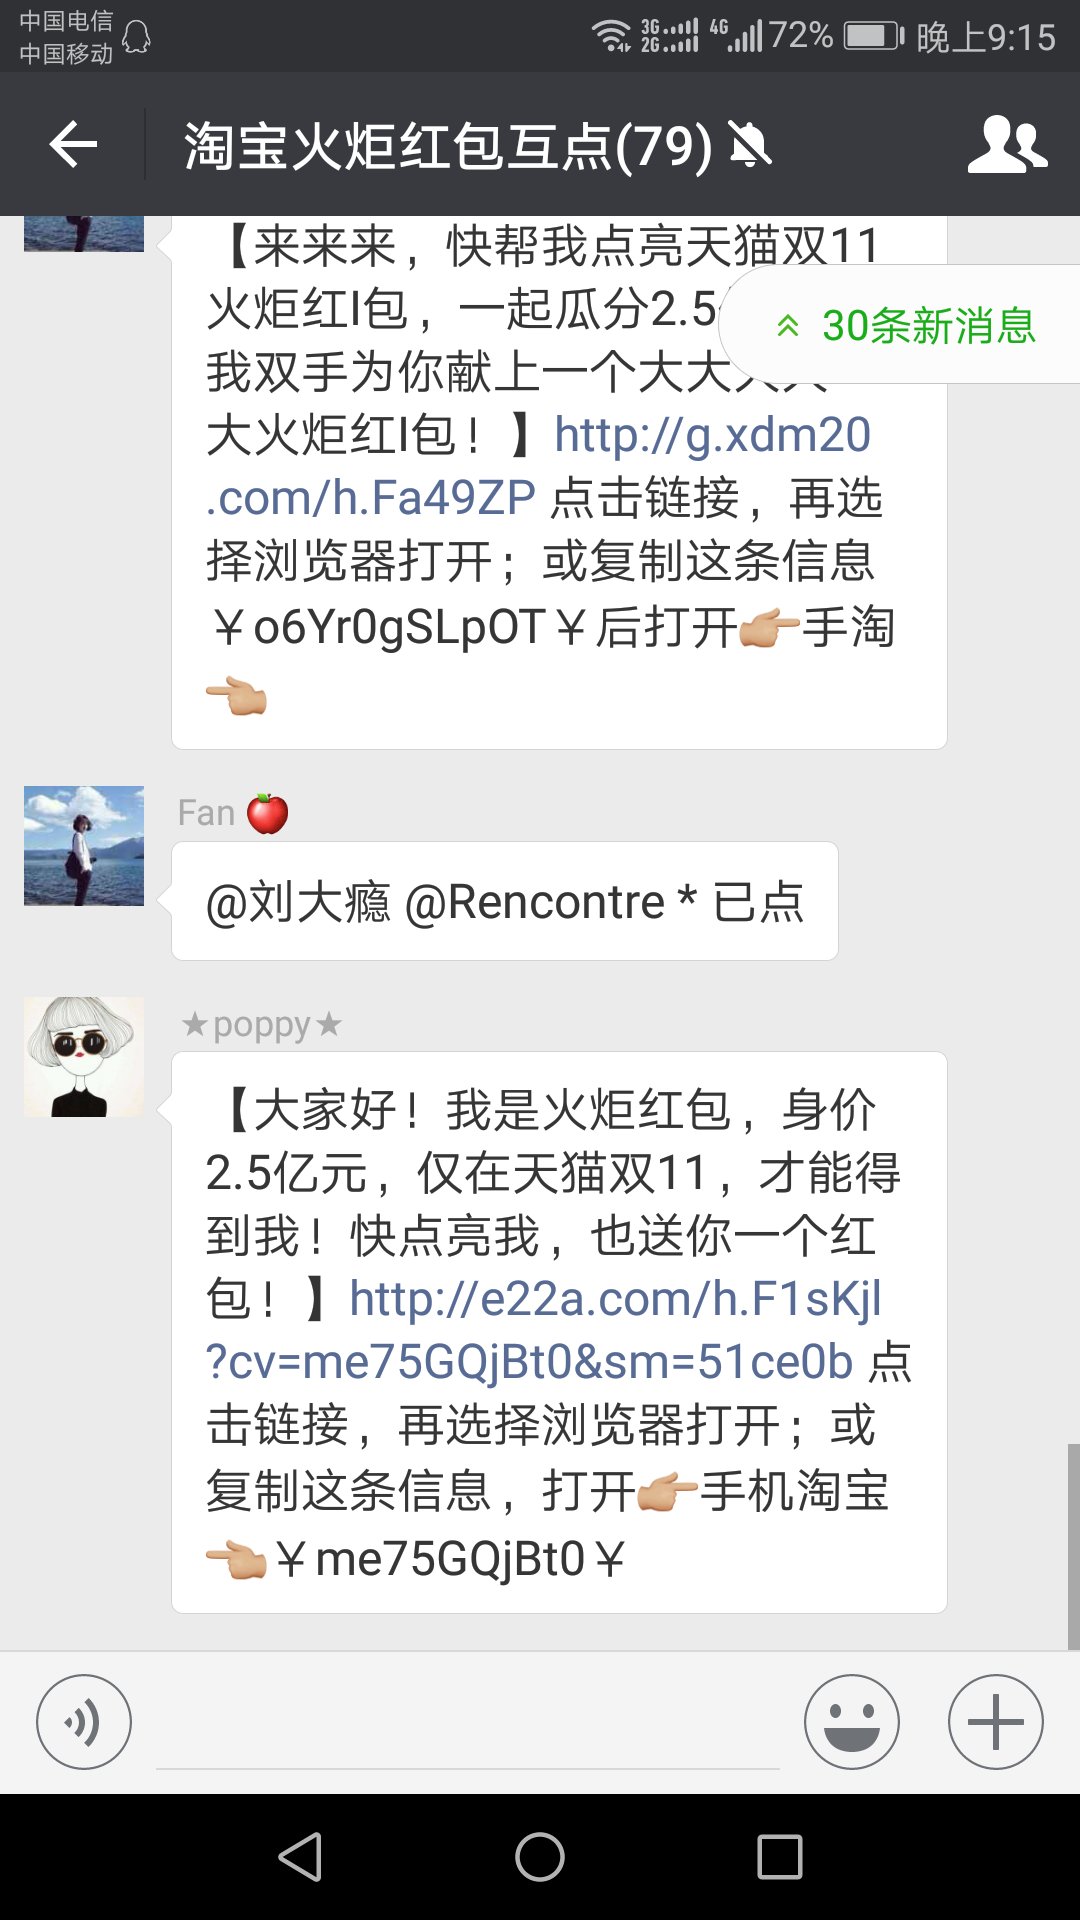 中国电信
中国移动
3G
2G
4G
72%
晚上9:15
淘宝火炬红包互点(79)
【来来来，快帮我点亮天猫双11
火炬红I包，一起瓜分2.5
30条新消息
我双手为你献上一个大大
大火炬红I包！】http://g.xdm20
.com/h.Fa49ZP 点击链接，再选
择浏览器打开；或复制这条信息
￥o6Yr0gSLpOT￥后打开👉🏼手淘
👈🏼
Fan 🍎
@刘大瘾 @Rencontre * 已点
★poppy★
【大家好！我是火炬红包，身价
2.5亿元，仅在天猫双11，才能得
到我！快点亮我，也送你一个红
包！】http://e22a.com/h.F1sKjl
?cv=me75GQjBt0&sm=51ce0b 点
击链接，再选择浏览器打开；或
复制这条信息，打开👉🏼手机淘宝
👈🏼￥me75GQjBt0￥